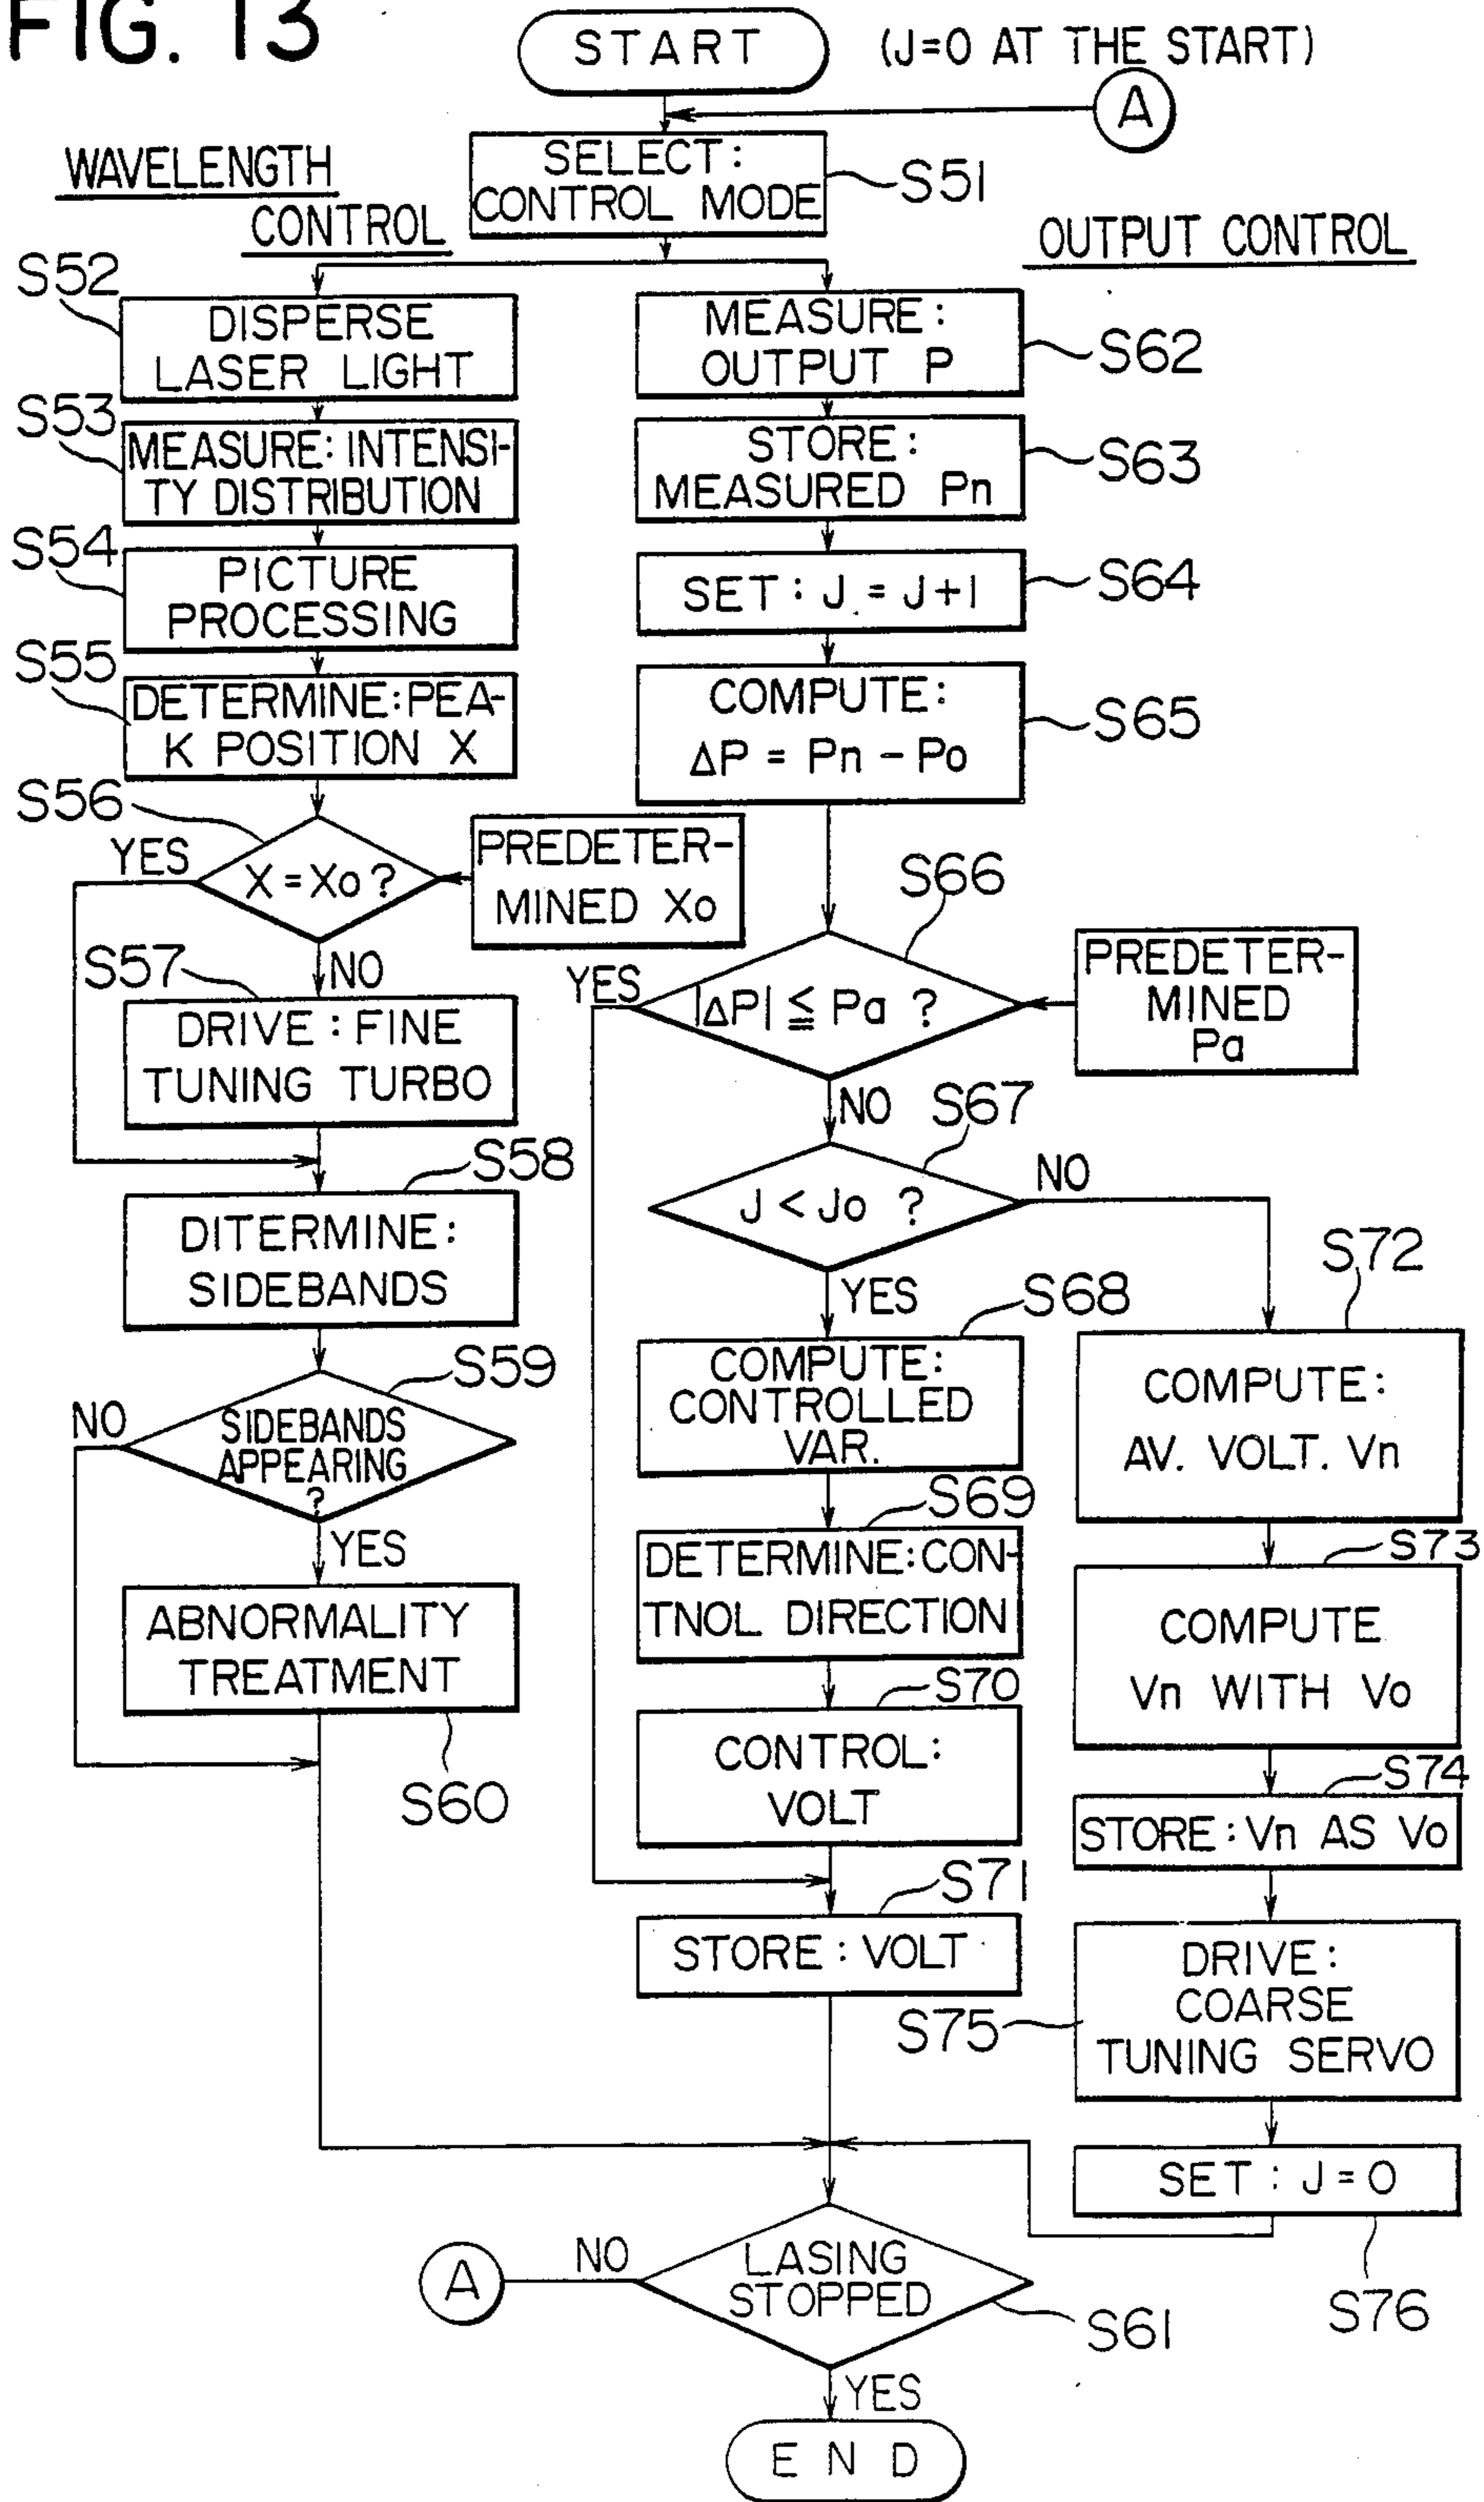 FIG. 13
START
(J=0 AT THE START)
A
SELECT:
CONTROL MODE
S51
WAVELENGTH
CONTROL
OUTPUT CONTROL
S52
DISPERSE
LASER LIGHT
S53
MEASURE: INTENSI-
TY DISTRIBUTION
S54
PICTURE
PROCESSING
S55
DETERMINE: PEA-
K POSITION X
S56
YES
X = Xo ?
PREDETER-
MINED Xo
NO
S57
DRIVE : FINE
TUNING TURBO
S58
DITERMINE:
SIDEBANDS
S59
NO
SIDEBANDS
APPEARING
?
YES
ABNORMALITY
TREATMENT
S60
MEASURE:
OUTPUT P
S62
STORE:
MEASURED Pn
S63
SET : J = J+1
S64
COMPUTE:
ΔP = Pn - Po
S65
S66
YES
|ΔP| ≦ Pa ?
PREDETER-
MINED
Pa
NO
S67
J < Jo ?
NO
YES
S68
COMPUTE:
CONTROLLED
VAR.
S69
DETERMINE: CON-
TNOL DIRECTION
S70
CONTROL:
VOLT
S71
STORE : VOLT
S72
COMPUTE:
AV. VOLT. Vn
S73
COMPUTE
Vn WITH Vo
S74
STORE : Vn AS Vo
S75
DRIVE:
COARSE
TUNING SERVO
SET : J = 0
S76
A
NO
LASING
STOPPED
S61
YES
END